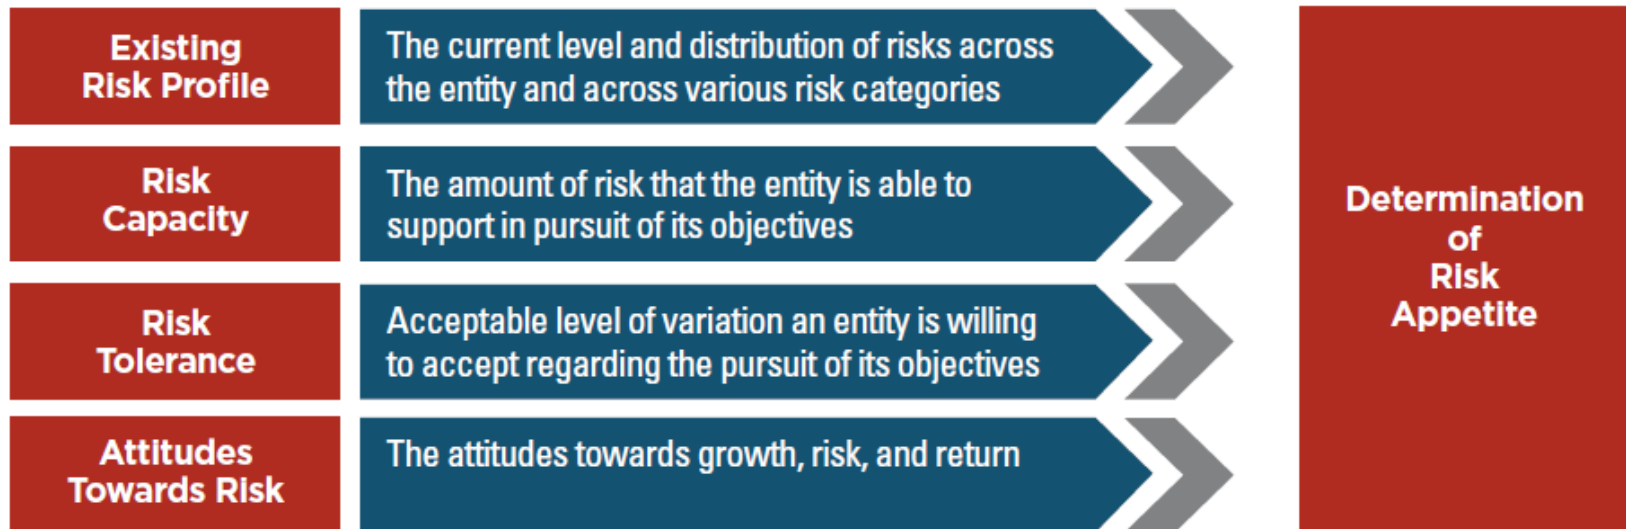 Existing
Risk Profile
The current level and distribution of risks across
the entity and across various risk categories
Risk
Capacity
The amount of risk that the entity is able to
support in pursuit of its objectives
Risk
Tolerance
Acceptable level of variation an entity is willing
to accept regarding the pursuit of its objectives
Attitudes
Towards Risk
The attitudes towards growth, risk, and return
Determination
of
Risk
Appetite